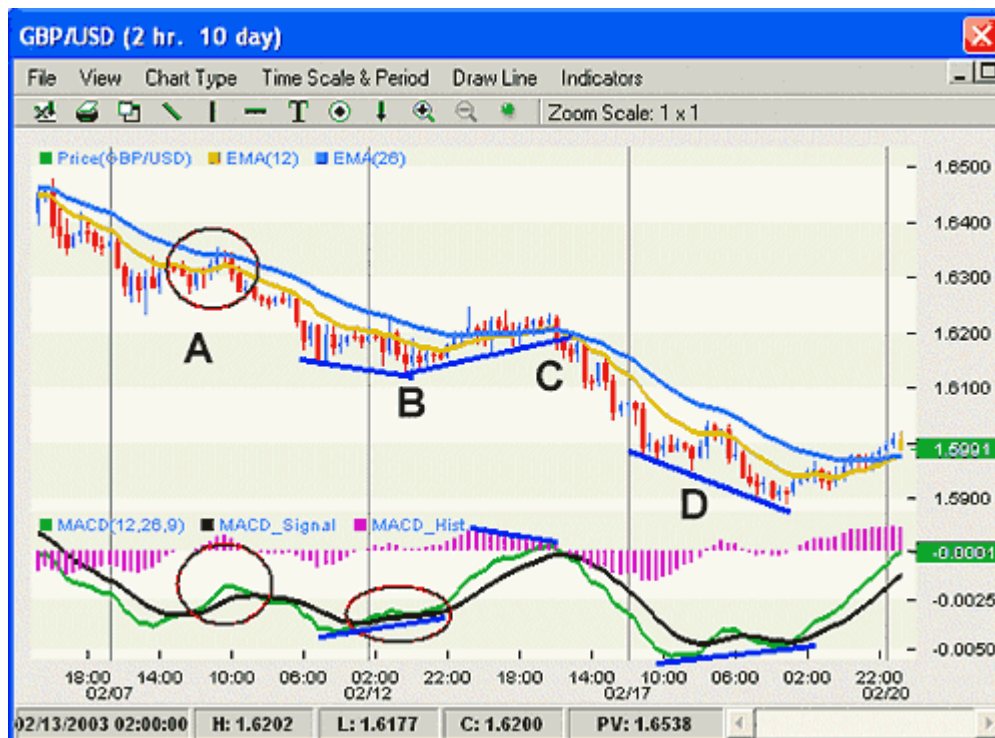 GBP/USD (2 hr. 10 day)
File View Chart Type Time Scale & Period Draw Line Indicators
T Zoom Scale: 1 x 1
Price(GBP/USD) EMA(12) EMA(26)
1.6500
1.6400
1.6300
A
1.6200
C
B
1.6100
1.5991
D
1.5900
MACD(12,26,9) MACD_Signal MACD_Hist
-0.0001
-0.0025
-0.0050
18:00 14:00 10:00 06:00 02:00 22:00 18:00 14:00 10:00 06:00 02:00 22:00
02/07 02/12 02/17 02/20
02/13/2003 02:00:00 H: 1.6202 L: 1.6177 C: 1.6200 PV: 1.6538